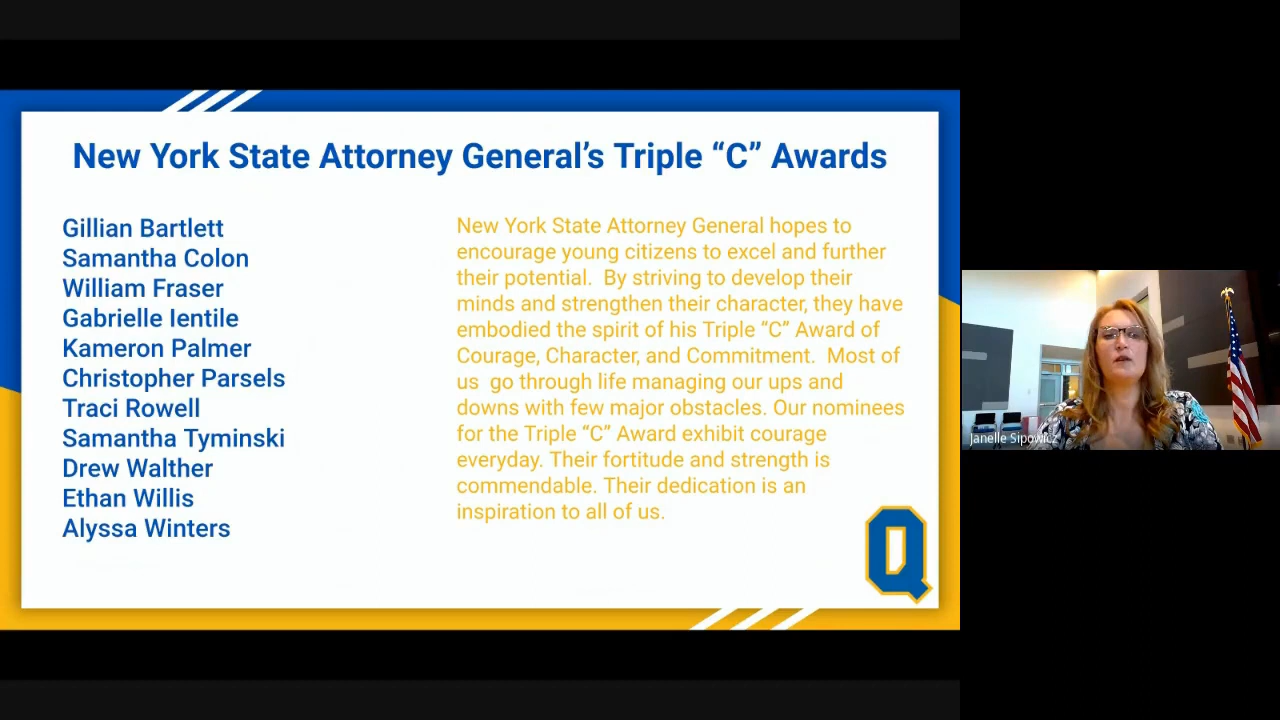 New York State Attorney General’s Triple “C” Awards
Gillian Bartlett
Samantha Colon
William Fraser
Gabrielle Ientile
Kameron Palmer
Christopher Parsels
Traci Rowell
Samantha Tyminski
Drew Walther
Ethan Willis
Alyssa Winters
New York State Attorney General hopes to
encourage young citizens to excel and further
their potential.  By striving to develop their
minds and strengthen their character, they have
embodied the spirit of his Triple “C” Award of
Courage, Character, and Commitment.  Most of
us  go through life managing our ups and
downs with few major obstacles. Our nominees
for the Triple “C” Award exhibit courage
everyday. Their fortitude and strength is
commendable. Their dedication is an
inspiration to all of us.
Q
Janelle Sipowicz